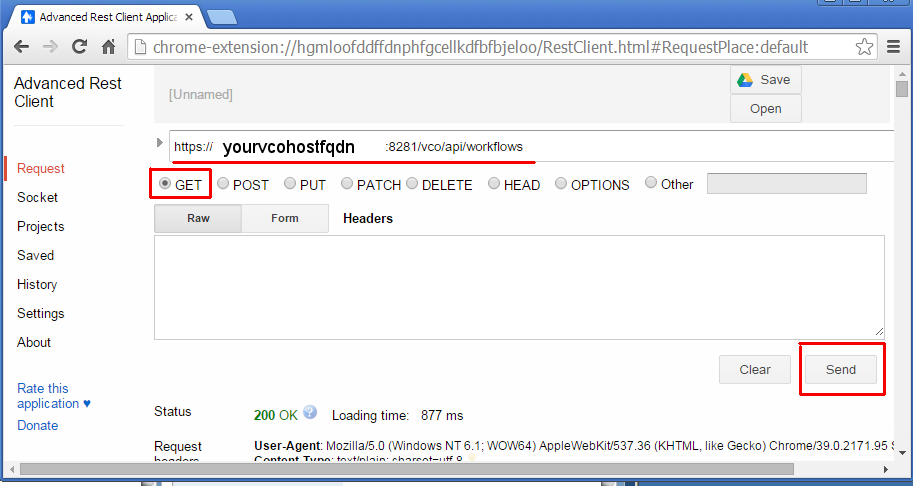 Advanced Rest Client Applica
chrome-extension://hgmloofddffdnphfgcellkdfbfbjeloo/RestClient.html#RequestPlace:default
Advanced Rest
Client
[Unnamed]
Save
Open
https:// yourvcohostfqdn :8281/vco/api/workflows
Request
GET POST PUT PATCH DELETE HEAD OPTIONS Other
Socket
Raw Form Headers
Projects
Saved
History
Settings
About
Clear Send
Rate this
application ♥
Donate
Status 200 OK Loading time: 877 ms
Request
headers
User-Agent: Mozilla/5.0 (Windows NT 6.1; WOW64) AppleWebKit/537.36 (KHTML, like Gecko) Chrome/39.0.2171.95 S
Content-Type: text/plain; charset=utf-8